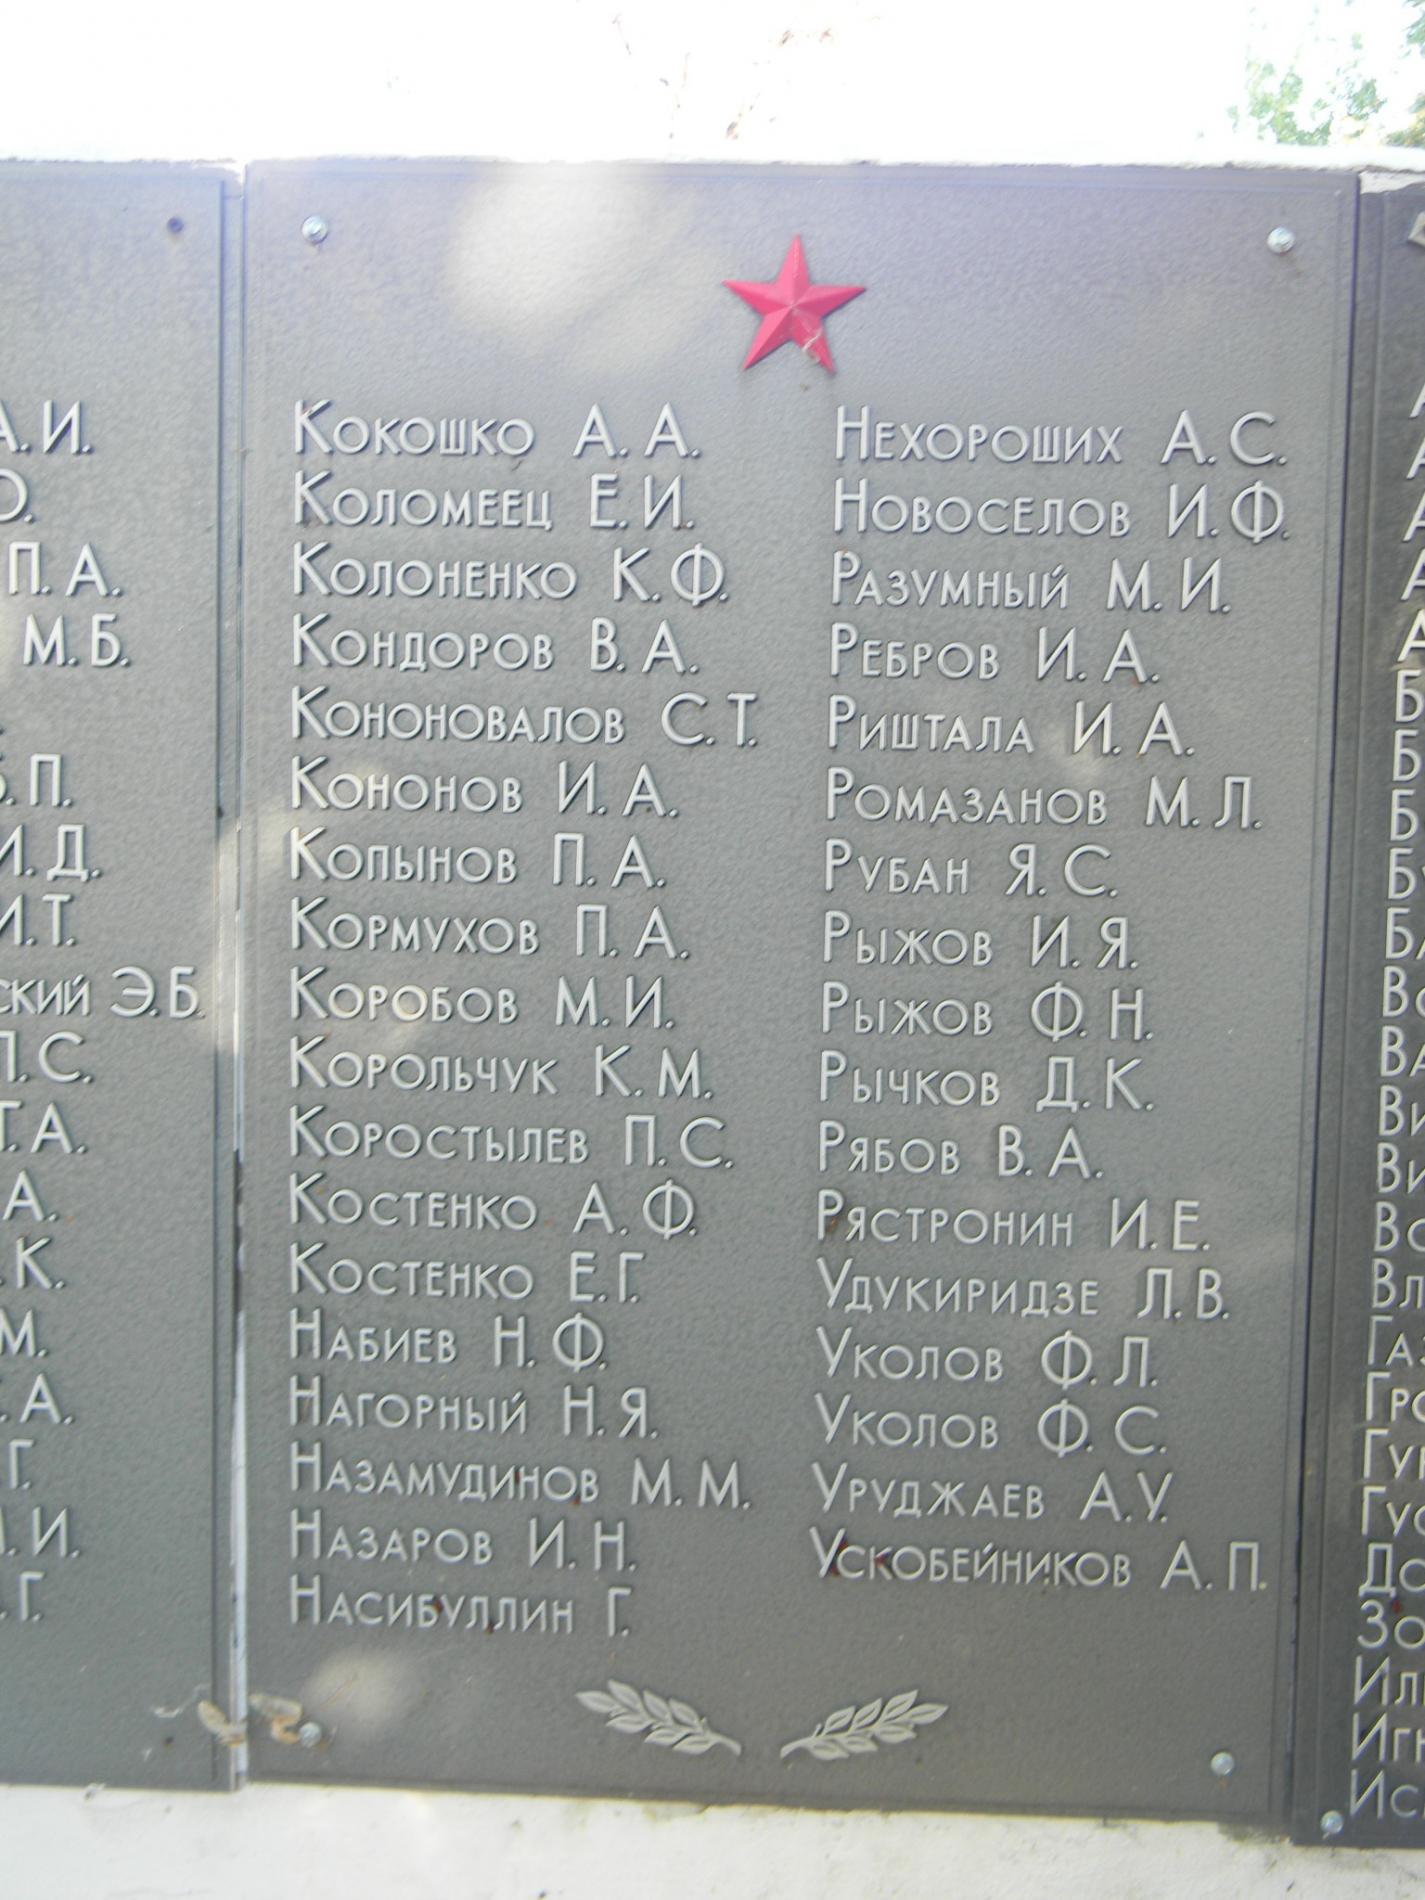 А.И.
О.
П.А.
М.Б.
.П.
И.Д.
И.Т.
ский Э.Б.
П.С.
А.
К.
М.
.А.
Г.
.И.
.Г.
Кокошко А.А.
Коломеец Е.И.
Колоненко К.Ф.
Кондоров В.А.
Кононовалов С.Т.
Кононов И.А.
Копынов П.А.
Кормухов П.А.
Коробов М.И.
Корольчук К.М.
Коростылев П.С.
Костенко А.Ф.
Костенко Е.Г.
Набиев Н.Ф.
Нагорный Н.Я.
Назамудинов М.М.
Назаров И.Н.
Насибуллин Г.
Нехороших А.С.
Новоселов И.Ф.
Разумный М.И.
Ребров И.А.
Риштала И.А.
Ромазанов М.Л.
Рубан Я.С.
Рыжов И.Я.
Рыжов Ф.Н.
Рычков Д.К.
Рябов В.А.
Рястронин И.Е.
Удукиридзе Л.В.
Уколов Ф.Л.
Уколов Ф.С.
Уруджаев А.У.
Ускобейников А.П.